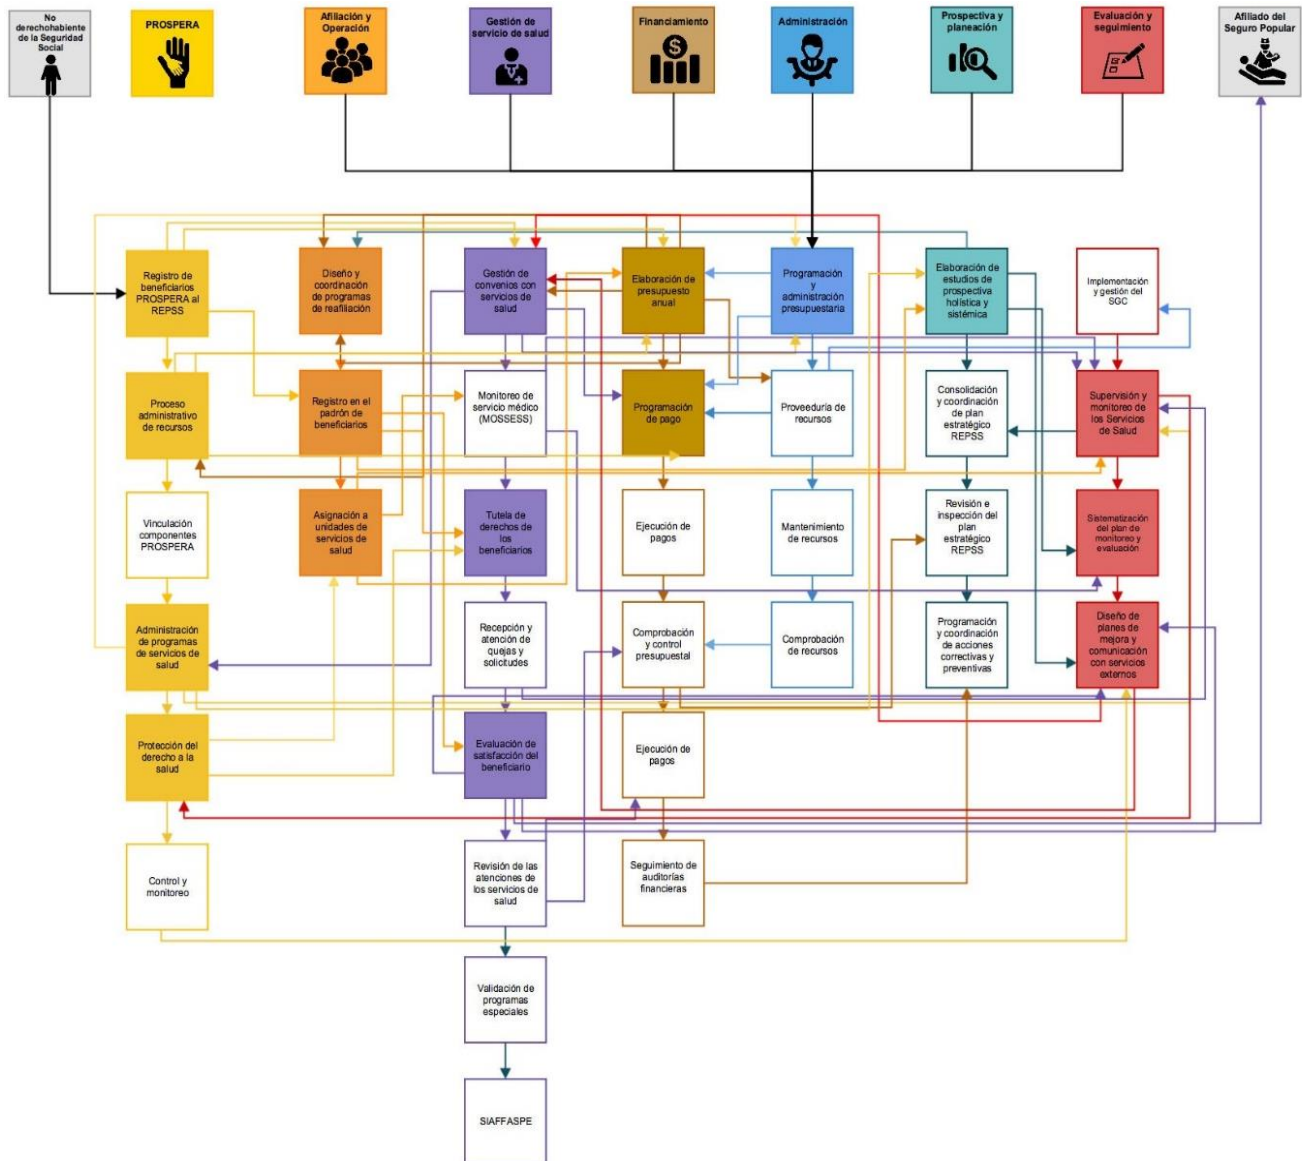 No
derechohabiente
de la Seguridad
Social
PROSPERA
Afiliación y
Operación
Gestión de
servicio de salud
Financiamiento
$
Administración
Prospectiva y
planeación
Evaluación y
seguimiento
Afiliado del
Seguro Popular
Registro de
beneficiarios
PROSPERA al
REPSS
Diseño y
coordinación de
programas de
reafiliación
Gestión de
convenios con
servicios de
salud
Elaboración de
presupuesto
anual
Programación
y
administración
presupuestaria
Elaboración de
estudios de
prospectiva
holística y
sistémica
Implementación
y gestión del
SGC
Proceso
administrativo
de recursos
Registro en el
padrón de
beneficiarios
Monitoreo de
servicio médico
(MOSSESS)
Programación
de pago
Proveeduría de
recursos
Consolidación
y coordinación
de plan
estratégico
REPSS
Supervisión y
monitoreo de
los Servicios
de Salud
Vinculación
componentes
PROSPERA
Asignación a
unidades de
servicios de
salud
Tutela de
derechos de
los
beneficiarios
Ejecución de
pagos
Mantenimiento
de recursos
Revisión e
inspección del
plan
estratégico
REPSS
Sistematización
del plan de
monitoreo y
evaluación
Administración
de programas
de servicios de
salud
Recepción y
atención de
quejas y
solicitudes
Comprobación
y control
presupuestal
Comprobación
de recursos
Programación
y coordinación
de acciones
correctivas y
preventivas
Diseño de
planes de
mejora y
comunicación
con servicios
externos
Protección del
derecho a la
salud
Evaluación de
satisfacción del
beneficiario
Ejecución de
pagos
Control y
monitoreo
Revisión de las
atenciones de
los servicios de
salud
Seguimiento de
auditorías
financieras
Validación de
programas
especiales
SIAFFASPE